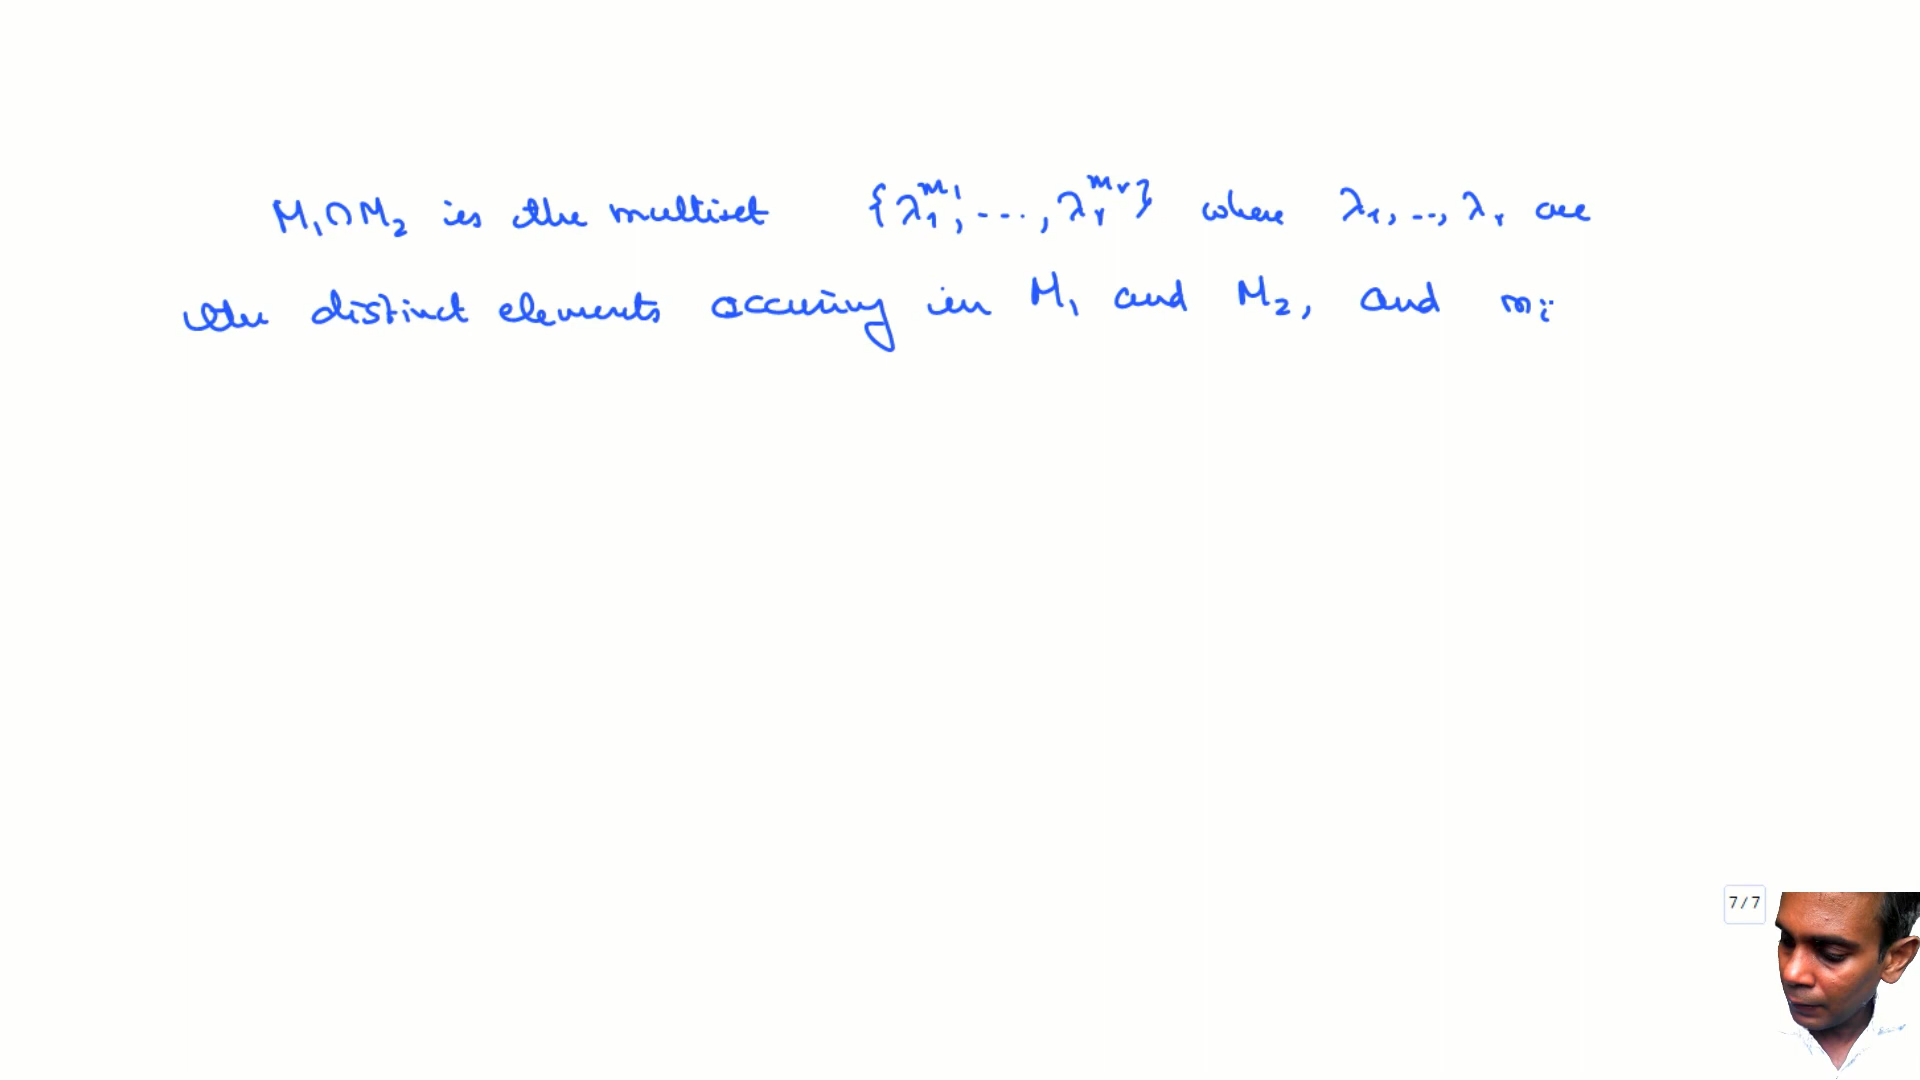 M₁∩M₂ is the multiset {λ₁^m₁, ..., λᵣ^mᵣ} where λ₁, .., λᵣ are
the distinct elements occuring in M₁ and M₂, and mᵢ
7/7